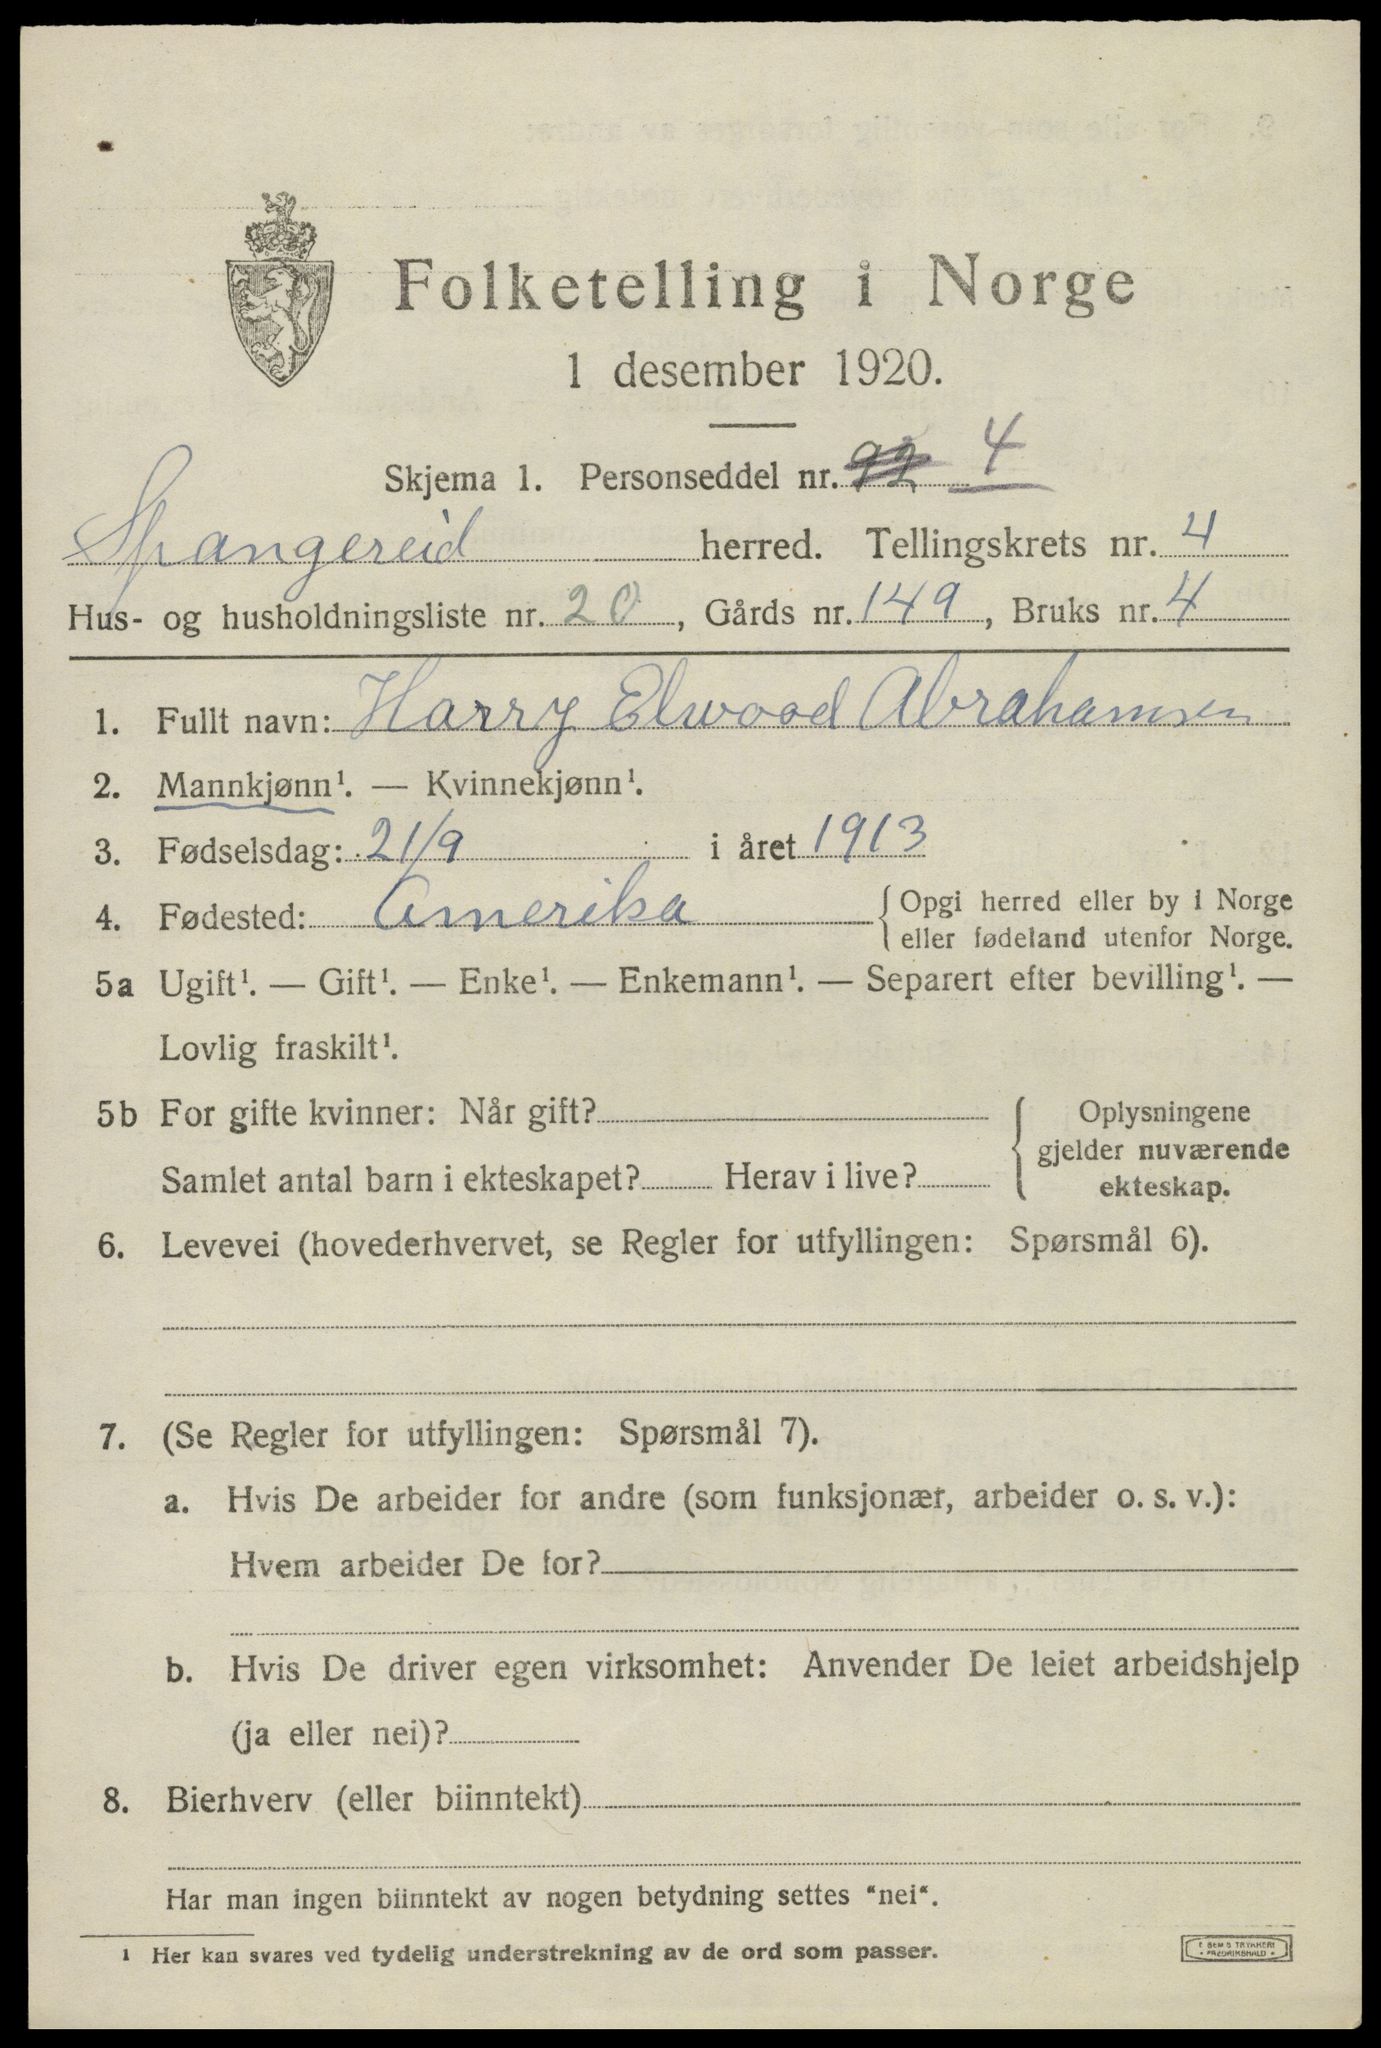 Folketelling i Norge
1 desember 1920.
Skjema 1. Personseddel nr. 92 4
Spangereid herred. Tellingskrets nr. 4
Hus- og husholdningsliste nr. 20, Gårds nr. 149, Bruks nr. 4
1. Fullt navn: Harry Elwood Abrahamsen
2. Mannkjønn¹. — Kvinnekjønn¹.
3. Fødselsdag: 21/9 i året 1913
4. Fødested: Amerika { Opgi herred eller by i Norge
eller fødeland utenfor Norge.
5a Ugift¹. — Gift¹. — Enke¹. — Enkemann¹. — Separert efter bevilling¹. —
Lovlig fraskilt¹.
5b For gifte kvinner: Når gift? { Oplysningene
gjelder nuværende
Samlet antal barn i ekteskapet? Herav i live? ekteskap.
6. Levevei (hovederhvervet, se Regler for utfyllingen: Spørsmål 6).
7. (Se Regler for utfyllingen: Spørsmål 7).
a. Hvis De arbeider for andre (som funksjonær, arbeider o. s. v.):
Hvem arbeider De for?
b. Hvis De driver egen virksomhet: Anvender De leiet arbeidshjelp
(ja eller nei)?
8. Bierhverv (eller biinntekt)
Har man ingen biinntekt av nogen betydning settes "nei".
¹ Her kan svares ved tydelig understrekning av de ord som passer.
TRYKKERI
FREDRIKSHALD